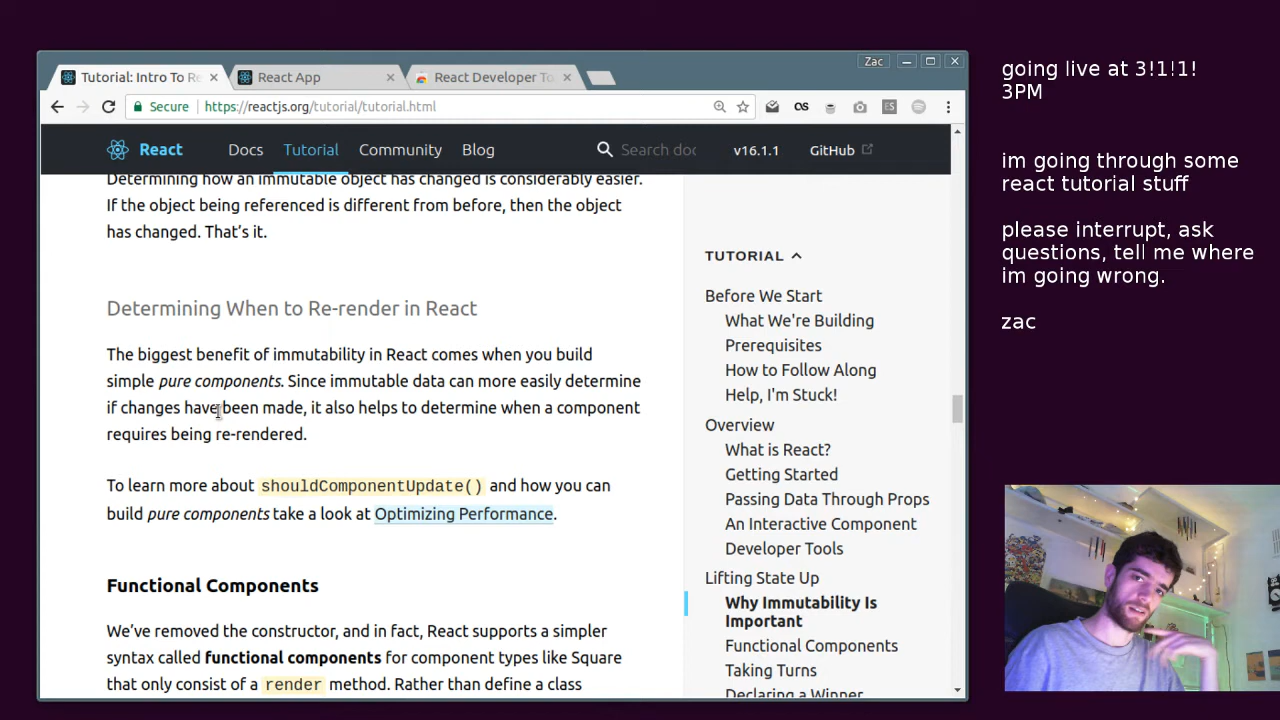 Zac
Tutorial: Intro To Re
React App
React Developer To
Secure
https://reactjs.org/tutorial/tutorial.html
OS
ES
React
Docs
Tutorial
Community
Blog
Search doc
v16.1.1
GitHub
Determining how an immutable object has changed is considerably easier.
If the object being referenced is different from before, then the object
has changed. That's it.
Determining When to Re-render in React
The biggest benefit of immutability in React comes when you build
simple pure components. Since immutable data can more easily determine
if changes have been made, it also helps to determine when a component
requires being re-rendered.
To learn more about shouldComponentUpdate() and how you can
build pure components take a look at Optimizing Performance.
Functional Components
We've removed the constructor, and in fact, React supports a simpler
syntax called functional components for component types like Square
that only consist of a render method. Rather than define a class
TUTORIAL
Before We Start
What We're Building
Prerequisites
How to Follow Along
Help, I'm Stuck!
Overview
What is React?
Getting Started
Passing Data Through Props
An Interactive Component
Developer Tools
Lifting State Up
Why Immutability Is
Important
Functional Components
Taking Turns
Declaring a Winner
going live at 3!1!1!
3PM
im going through some
react tutorial stuff
please interrupt, ask
questions, tell me where
im going wrong.
zac